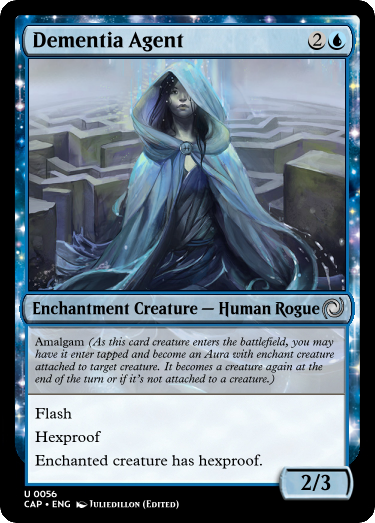 Dementia Agent 2
Enchantment Creature — Human Rogue
Amalgam (As this card creature enters the battlefield, you may
have it enter tapped and become an Aura with enchant creature
attached to target creature. It becomes a creature again at the
end of the turn or if it's not attached to a creature.)
Flash
Hexproof
Enchanted creature has hexproof.
2/3
U 0056
CAP • ENG JULIEDILLON (EDITED)